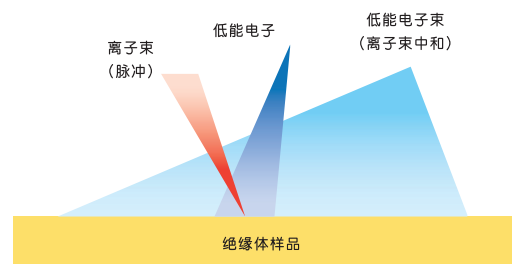 离子束
（脉冲）
低能电子
低能电子束
（离子束中和）
绝缘体样品